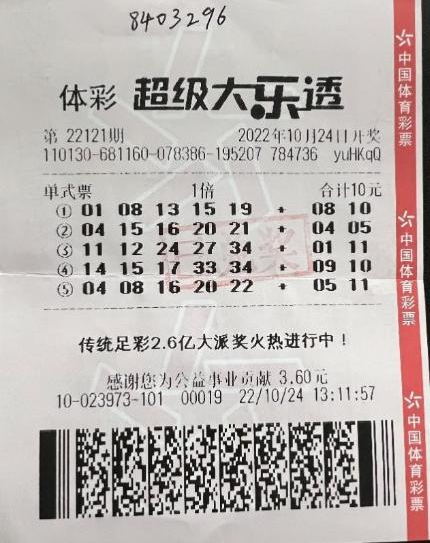 8403296
体彩 超级大乐透
第 22121期 2022年10月24日开奖
110130-681160-078386-195207 784736 yuHKqQ
单式票 1倍 合计10元
① 01 08 13 15 19 + 08 10
② 04 15 16 20 21 + 04 05
③ 11 12 24 27 34 + 01 11
④ 14 15 17 33 34 + 09 10
⑤ 04 08 16 20 22 + 05 11
传统足彩2.6亿大派奖火热进行中！
感谢您为公益事业贡献 3.60元
10-023973-101 00019 22/10/24 13:11:57
中国体育彩票
中国体育彩票
中国体育彩票